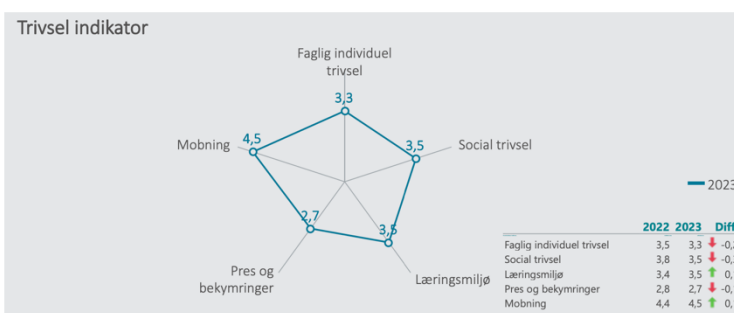 Trivsel indikator
Faglig individuel
trivsel
3,3
Mobning 4,5
3,5 Social trivsel
2,7
3,5
Pres og
bekymringer
Læringsmiljø
2023
2022 2023 Diff
Faglig individuel trivsel 3,5 3,3
Social trivsel 3,8 3,5
Læringsmiljø 3,4 3,5
Pres og bekymringer 2,8 2,7
Mobning 4,4 4,5